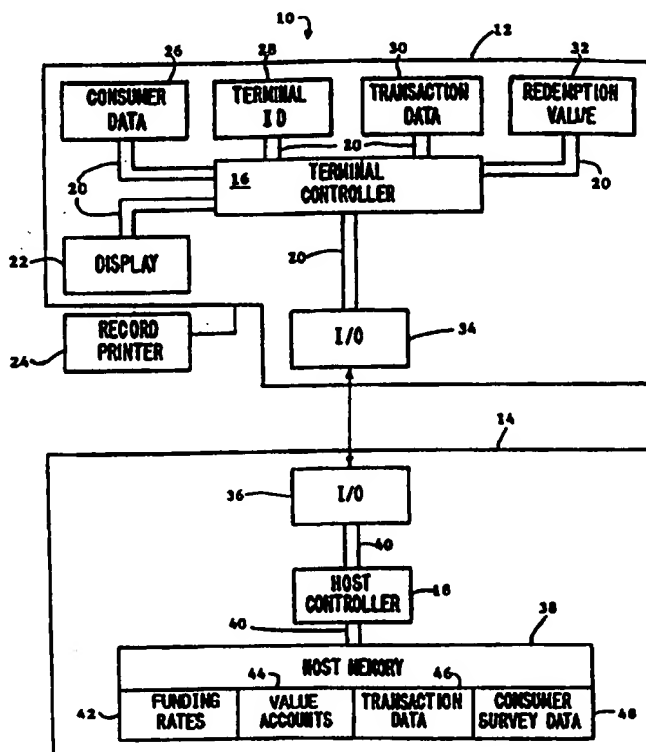 10
12
26
28
30
32
CONSUMER
DATA
TERMINAL
ID
TRANSACTION
DATA
REDEMPTION
VALUE
20
20
20
16
TERMINAL
CONTROLLER
22
DISPLAY
20
24
RECORD
PRINTER
I/O
34
14
36
I/O
40
HOST
CONTROLLER
18
40
38
HOST MEMORY
44
46
42
FUNDING
RATES
VALUE
ACCOUNTS
TRANSACTION
DATA
CONSUMER
SURVEY DATA
48